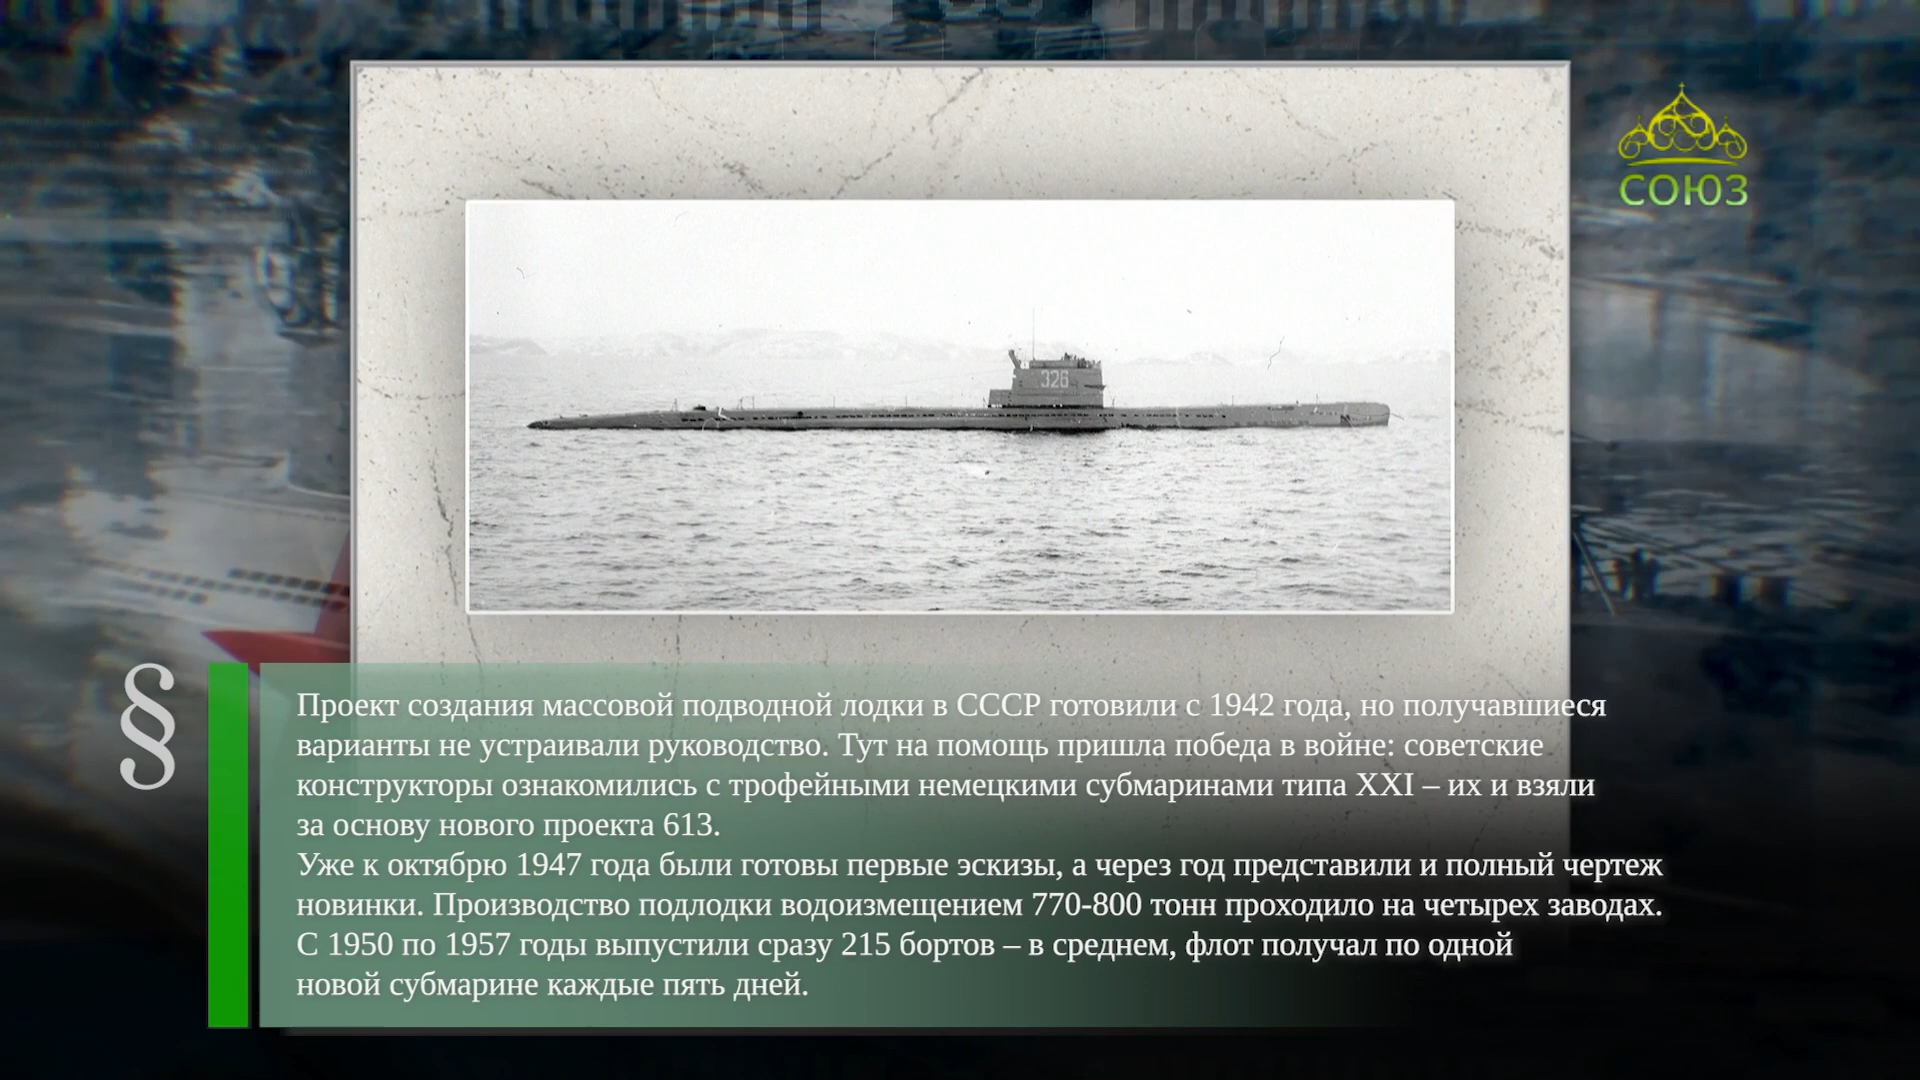 СОЮЗ
326
§
Проект создания массовой подводной лодки в СССР готовили с 1942 года, но получавшиеся
варианты не устраивали руководство. Тут на помощь пришла победа в войне: советские
конструкторы ознакомились с трофейными немецкими субмаринами типа XXI – их и взяли
за основу нового проекта 613.
Уже к октябрю 1947 года были готовы первые эскизы, а через год представили и полный чертеж
новинки. Производство подлодки водоизмещением 770-800 тонн проходило на четырех заводах.
С 1950 по 1957 годы выпустили сразу 215 бортов – в среднем, флот получал по одной
новой субмарине каждые пять дней.